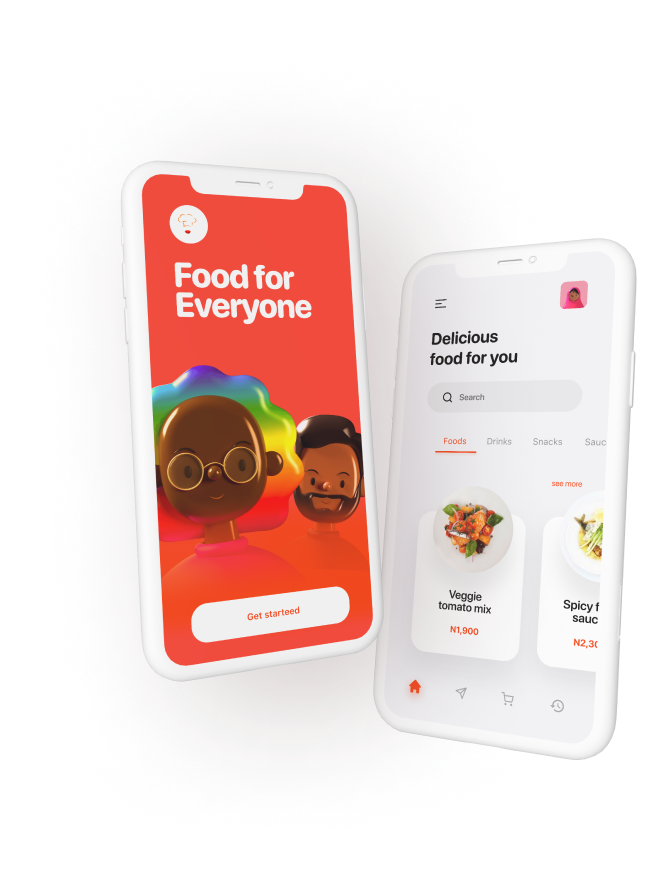 Food for
Everyone
Get starteed
Delicious
food for you
Search
Foods Drinks Snacks Sauc
see more
Veggie
tomato mix
N1,900
Spicy f
sauc
N2,30